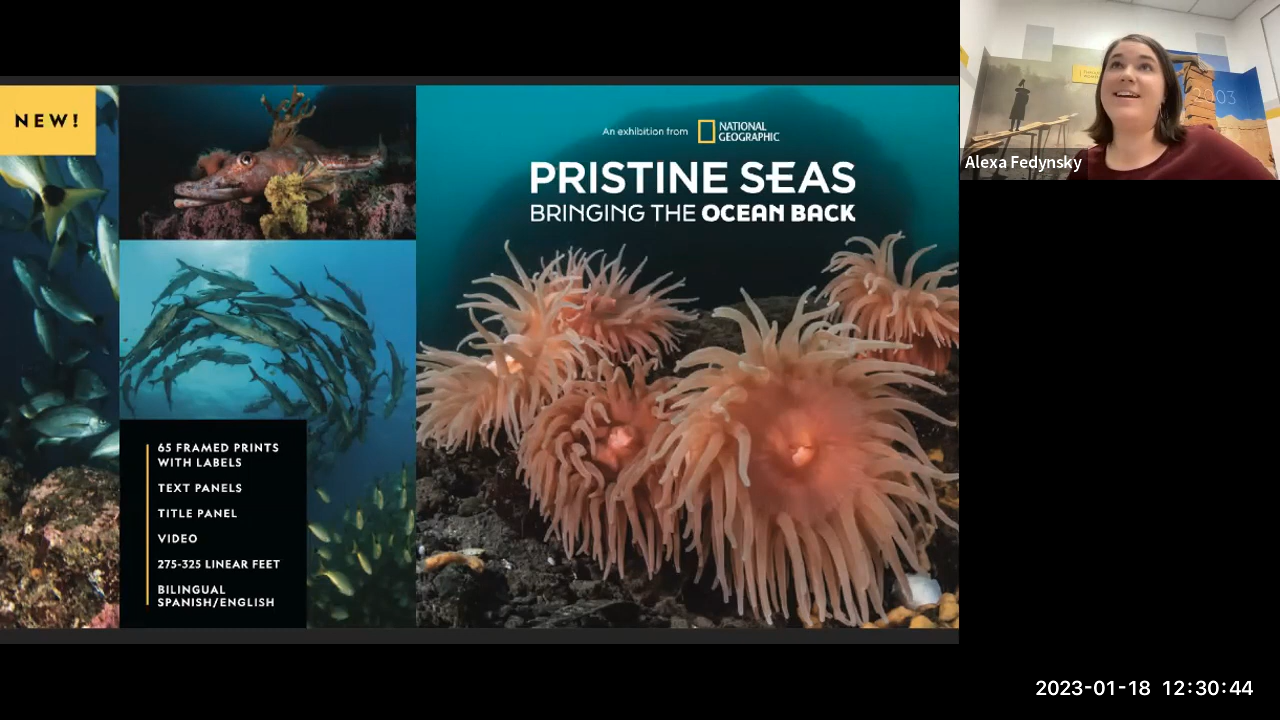 NEW!
An exhibition from
NATIONAL
GEOGRAPHIC
PRISTINE SEAS
BRINGING THE OCEAN BACK
65 FRAMED PRINTS
WITH LABELS
TEXT PANELS
TITLE PANEL
VIDEO
275-325 LINEAR FEET
BILINGUAL
SPANISH/ENGLISH
2003
Alexa Fedynsky
2023-01-18 12:30:44